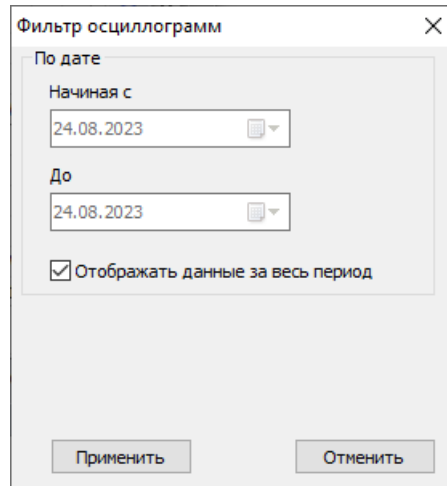 Фильтр осциллограмм
По дате
Начиная с
24.08.2023
До
24.08.2023
Отображать данные за весь период
Применить
Отменить